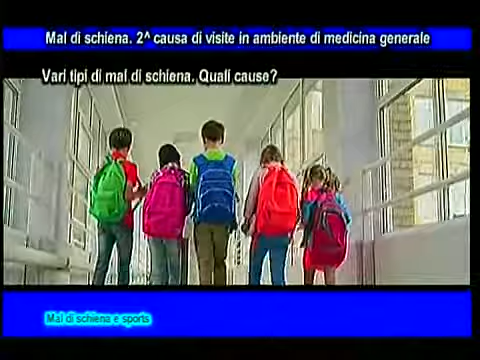 Mal di schiena. 2^ causa di visite in ambiente di medicina generale
Vari tipi di mal di schiena. Quali cause?
Mal di schiena e sports